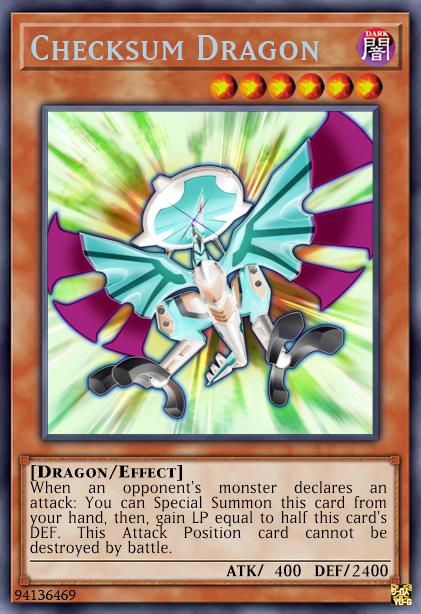 Checksum Dragon
DARK
闇
[Dragon/Effect]
When an opponent's monster declares an
attack: You can Special Summon this card from
your hand, then, gain LP equal to half this card's
DEF. This Attack Position card cannot be
destroyed by battle.
ATK/ 400 DEF/2400
94136469